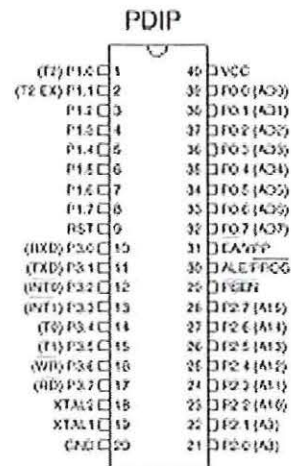 PDIP
(T2) P1.0 1 40 VCC
(T2 EX) P1.1 2 39 P0.0 (AD0)
P1.2 3 38 P0.1 (AD1)
P1.3 4 37 P0.2 (AD2)
P1.4 5 36 P0.3 (AD3)
P1.5 6 35 P0.4 (AD4)
P1.6 7 34 P0.5 (AD5)
P1.7 8 33 P0.6 (AD6)
RST 9 32 P0.7 (AD7)
(RXD) P3.0 10 31 EA/VPP
(TXD) P3.1 11 30 ALE/PROG
(INT0) P3.2 12 29 PSEN
(INT1) P3.3 13 28 P2.7 (A15)
(T0) P3.4 14 27 P2.6 (A14)
(T1) P3.5 15 26 P2.5 (A13)
(WR) P3.6 16 25 P2.4 (A12)
(RD) P3.7 17 24 P2.3 (A11)
XTAL2 18 23 P2.2 (A10)
XTAL1 19 22 P2.1 (A9)
GND 20 21 P2.0 (A8)